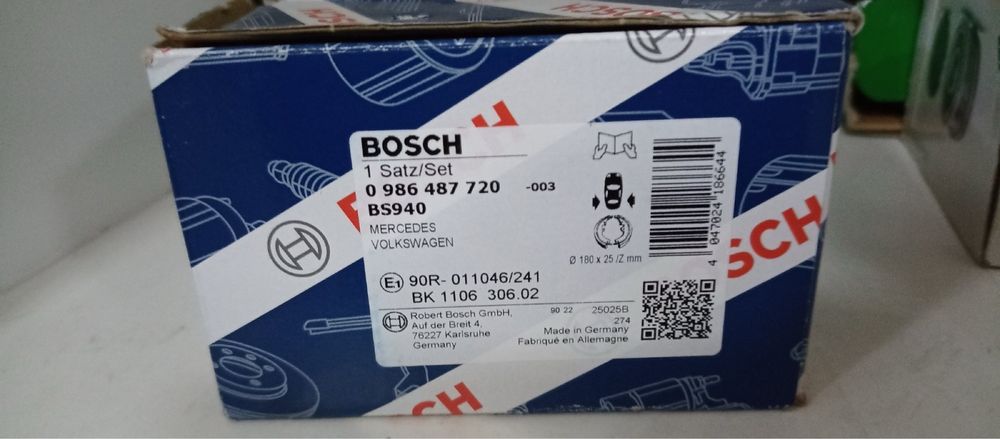 BOSCH
BOSCH
1 Satz/Set
0 986 487 720 -003
BS940
MERCEDES
VOLKSWAGEN
Ø 180 x 25 /Z mm
4 047024 186644
E1 90R- 011046/241
BK 1106 306.02
Robert Bosch GmbH,
Auf der Breit 4,
76227 Karlsruhe
Germany
90 22 25025B
274
Made in Germany
Fabriqué en Allemagne
OSCH
CH